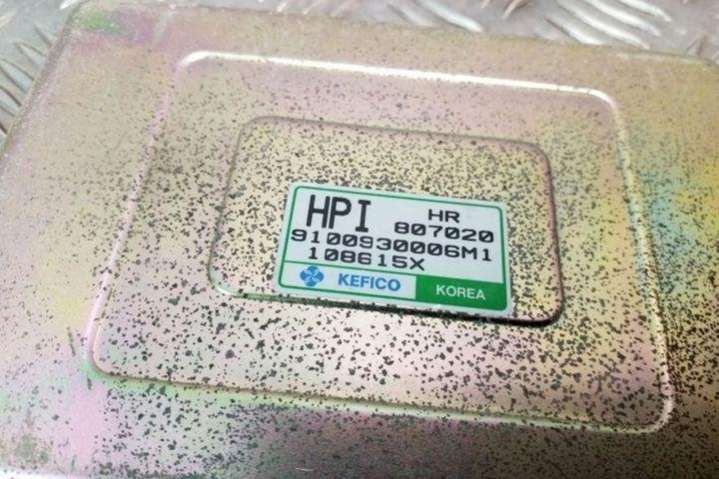 HPI HR
807020
9100930006M1
108615X
KEFICO KOREA